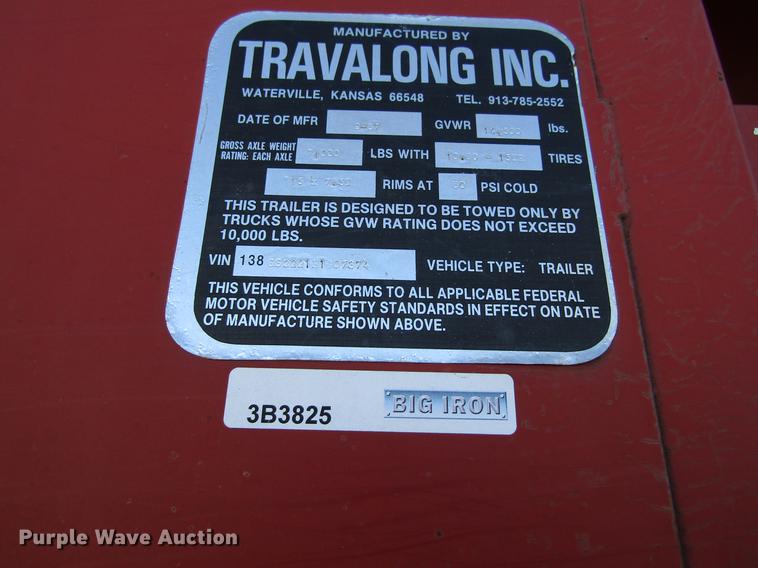 MANUFACTURED BY
TRAVALONG INC.
WATERVILLE, KANSAS 66548 TEL. 913-785-2552
DATE OF MFR GVWR lbs.
GROSS AXLE WEIGHT
RATING: EACH AXLE LBS WITH TIRES
RIMS AT PSI COLD
THIS TRAILER IS DESIGNED TO BE TOWED ONLY BY
TRUCKS WHOSE GVW RATING DOES NOT EXCEED
10,000 LBS.
VIN 138 VEHICLE TYPE: TRAILER
THIS VEHICLE CONFORMS TO ALL APPLICABLE FEDERAL
MOTOR VEHICLE SAFETY STANDARDS IN EFFECT ON DATE
OF MANUFACTURE SHOWN ABOVE.
3B3825 BIG IRON
Purple Wave Auction